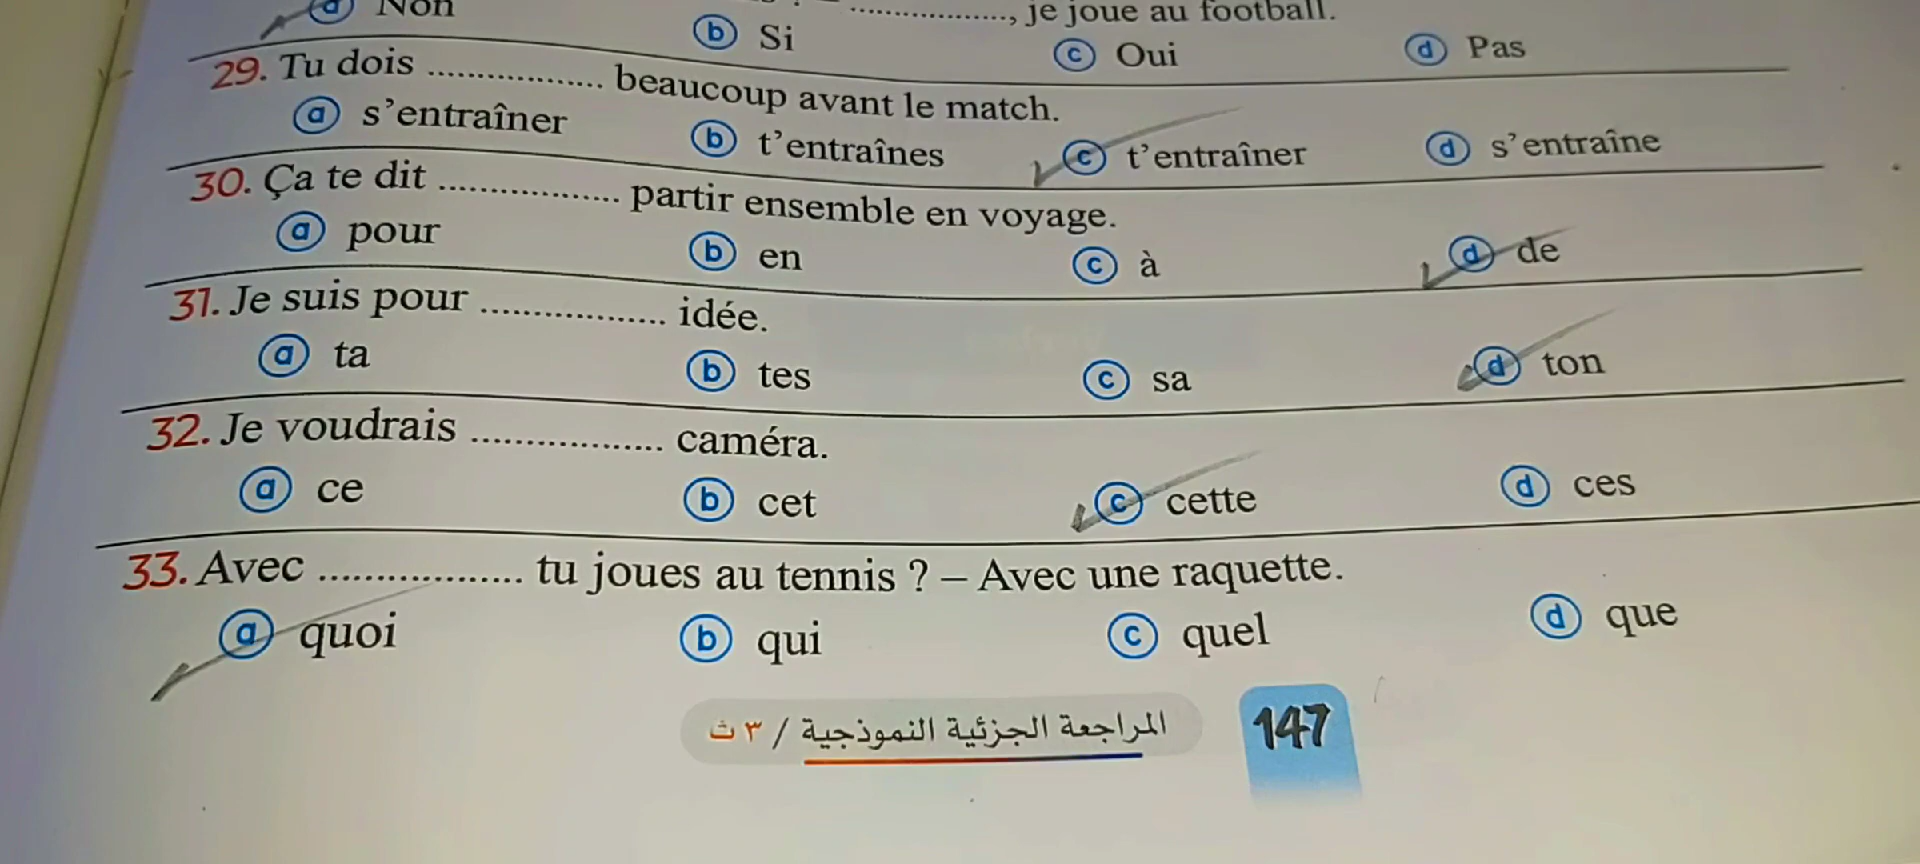 ..................., je joue au football.
ⓐ Non ⓑ Si ⓒ Oui ⓓ Pas
29. Tu dois .................. beaucoup avant le match.
ⓐ s'entraîner ⓑ t'entraînes ⓒ t'entraîner ⓓ s'entraîne
30. Ça te dit .................. partir ensemble en voyage.
ⓐ pour ⓑ en ⓒ à ⓓ de
31. Je suis pour .................. idée.
ⓐ ta ⓑ tes ⓒ sa ⓓ ton
32. Je voudrais .................. caméra.
ⓐ ce ⓑ cet ⓒ cette ⓓ ces
33. Avec .................. tu joues au tennis ? – Avec une raquette.
ⓐ quoi ⓑ qui ⓒ quel ⓓ que
المراجعة الجزئية النموذجية / ٣ ث
147